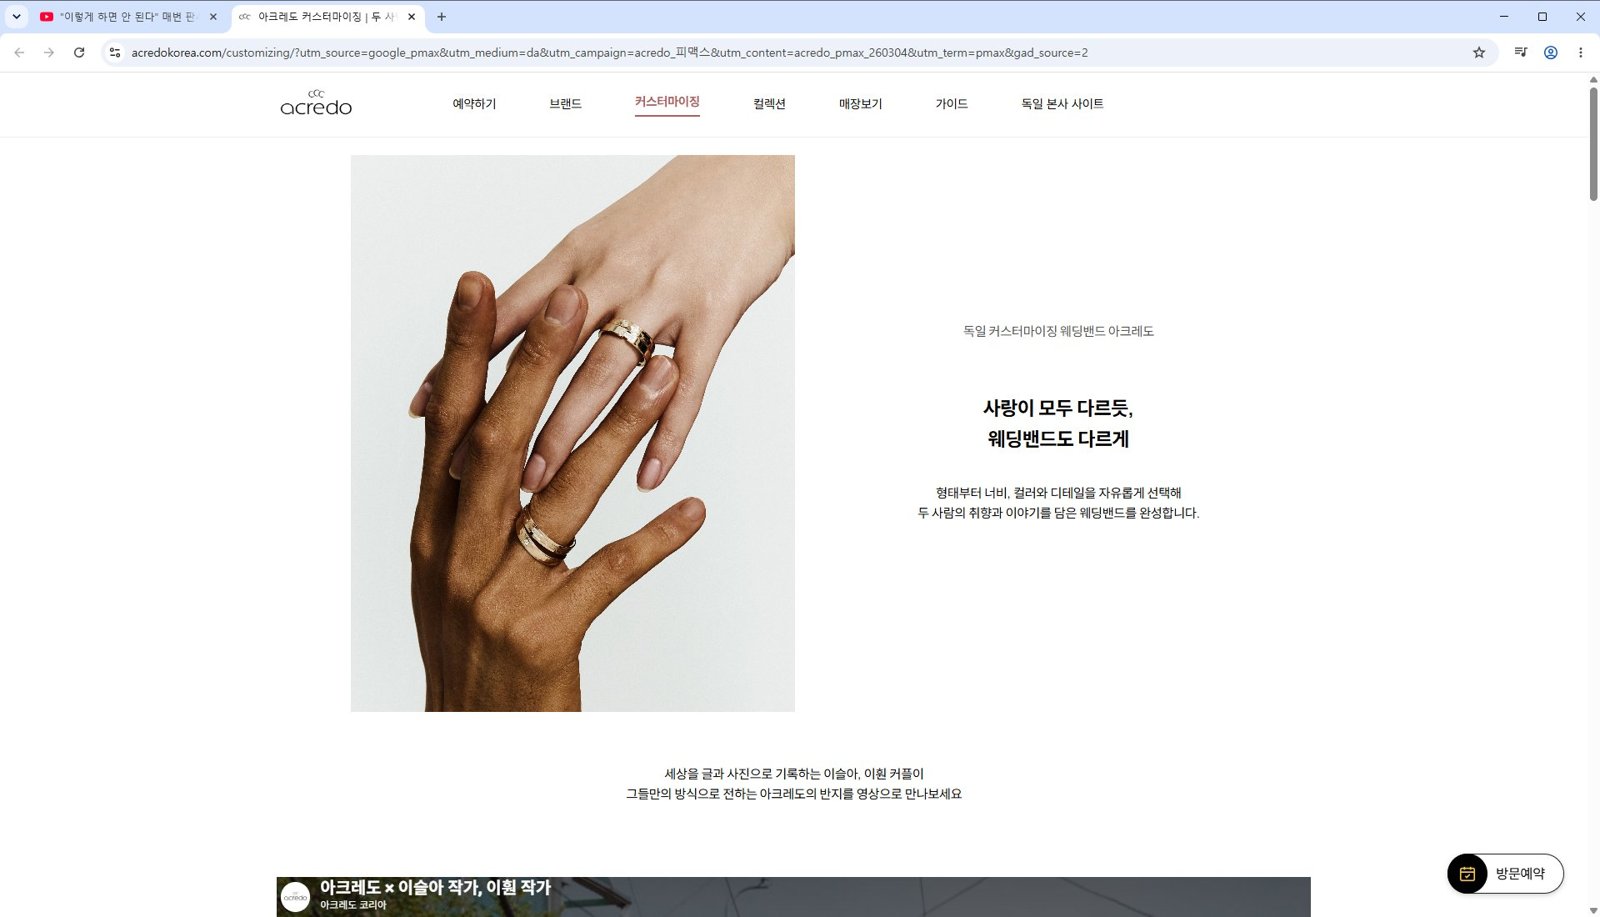 "이렇게 하면 안 된다" 매번 판
아크레도 커스터마이징 | 두 사
acredokorea.com/customizing/?utm_source=google_pmax&utm_medium=da&utm_campaign=acredo_피맥스&utm_content=acredo_pmax_260304&utm_term=pmax&gad_source=2
acredo
예약하기
브랜드
커스터마이징
컬렉션
매장보기
가이드
독일 본사 사이트
독일 커스터마이징 웨딩밴드 아크레도
사랑이 모두 다르듯,
웨딩밴드도 다르게
형태부터 너비, 컬러와 디테일을 자유롭게 선택해
두 사람의 취향과 이야기를 담은 웨딩밴드를 완성합니다.
세상을 글과 사진으로 기록하는 이슬아, 이훤 커플이
그들만의 방식으로 전하는 아크레도의 반지를 영상으로 만나보세요
acredo
아크레도 × 이슬아 작가, 이훤 작가
아크레도 코리아
방문예약